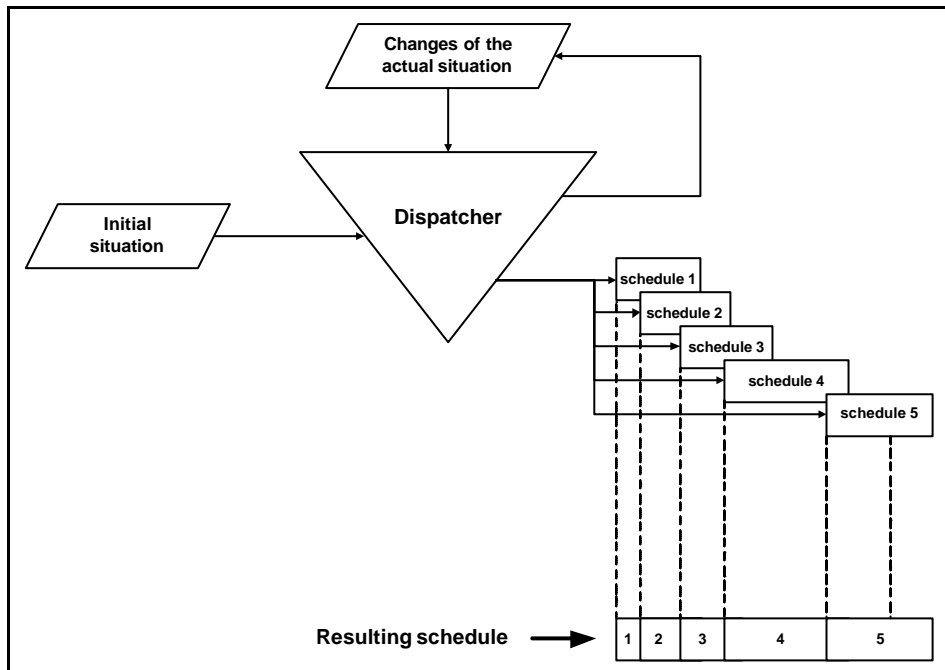 Changes of the
actual situation
Initial
situation
Dispatcher
schedule 1
schedule 2
schedule 3
schedule 4
schedule 5
Resulting schedule
1 2 3 4 5